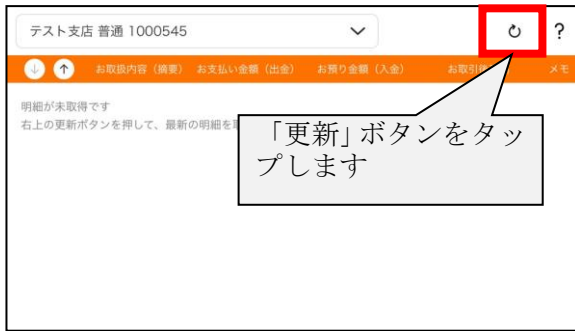 テスト支店 普通 1000545
?
お取扱内容（摘要） お支払い金額（出金） お預り金額（入金） お取引後 メモ
明細が未取得です
右上の更新ボタンを押して、最新の明細を
「更新」ボタンをタッ
プします